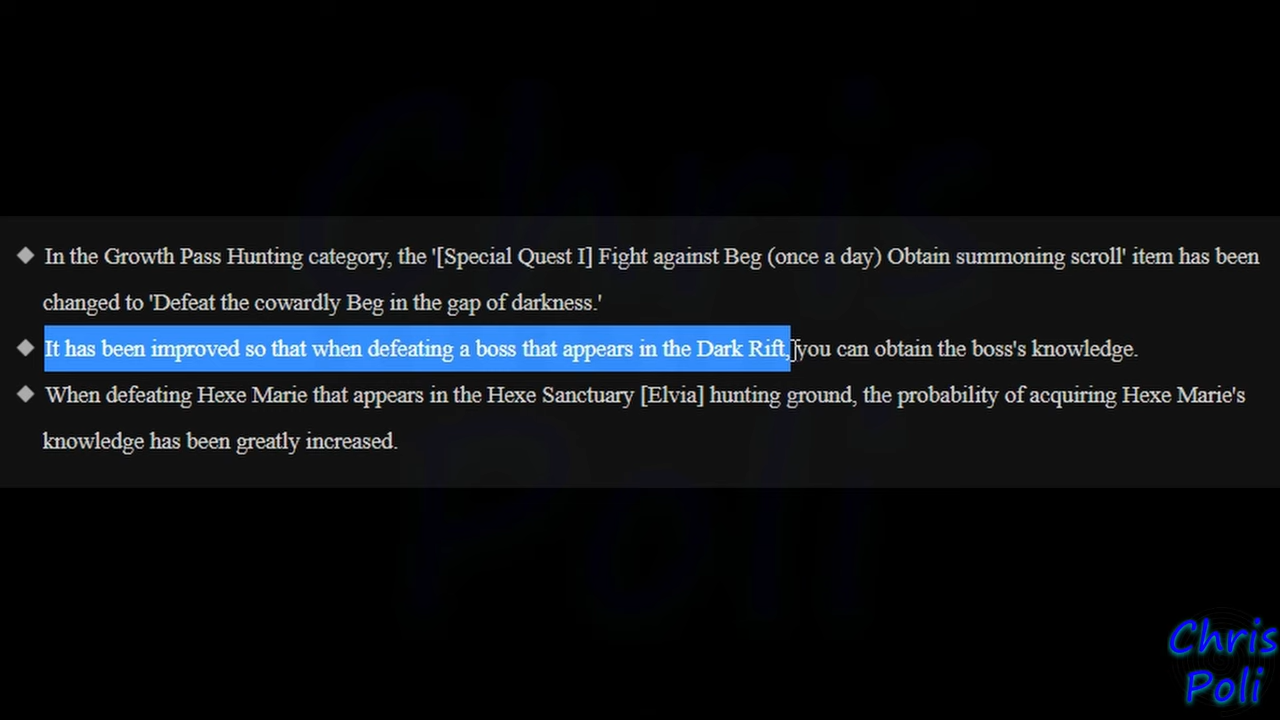 In the Growth Pass Hunting category, the '[Special Quest I] Fight against Beg (once a day) Obtain summoning scroll' item has been
changed to 'Defeat the cowardly Beg in the gap of darkness.'
It has been improved so that when defeating a boss that appears in the Dark Rift, you can obtain the boss's knowledge.
When defeating Hexe Marie that appears in the Hexe Sanctuary [Elvia] hunting ground, the probability of acquiring Hexe Marie's
knowledge has been greatly increased.
Chris
Poli